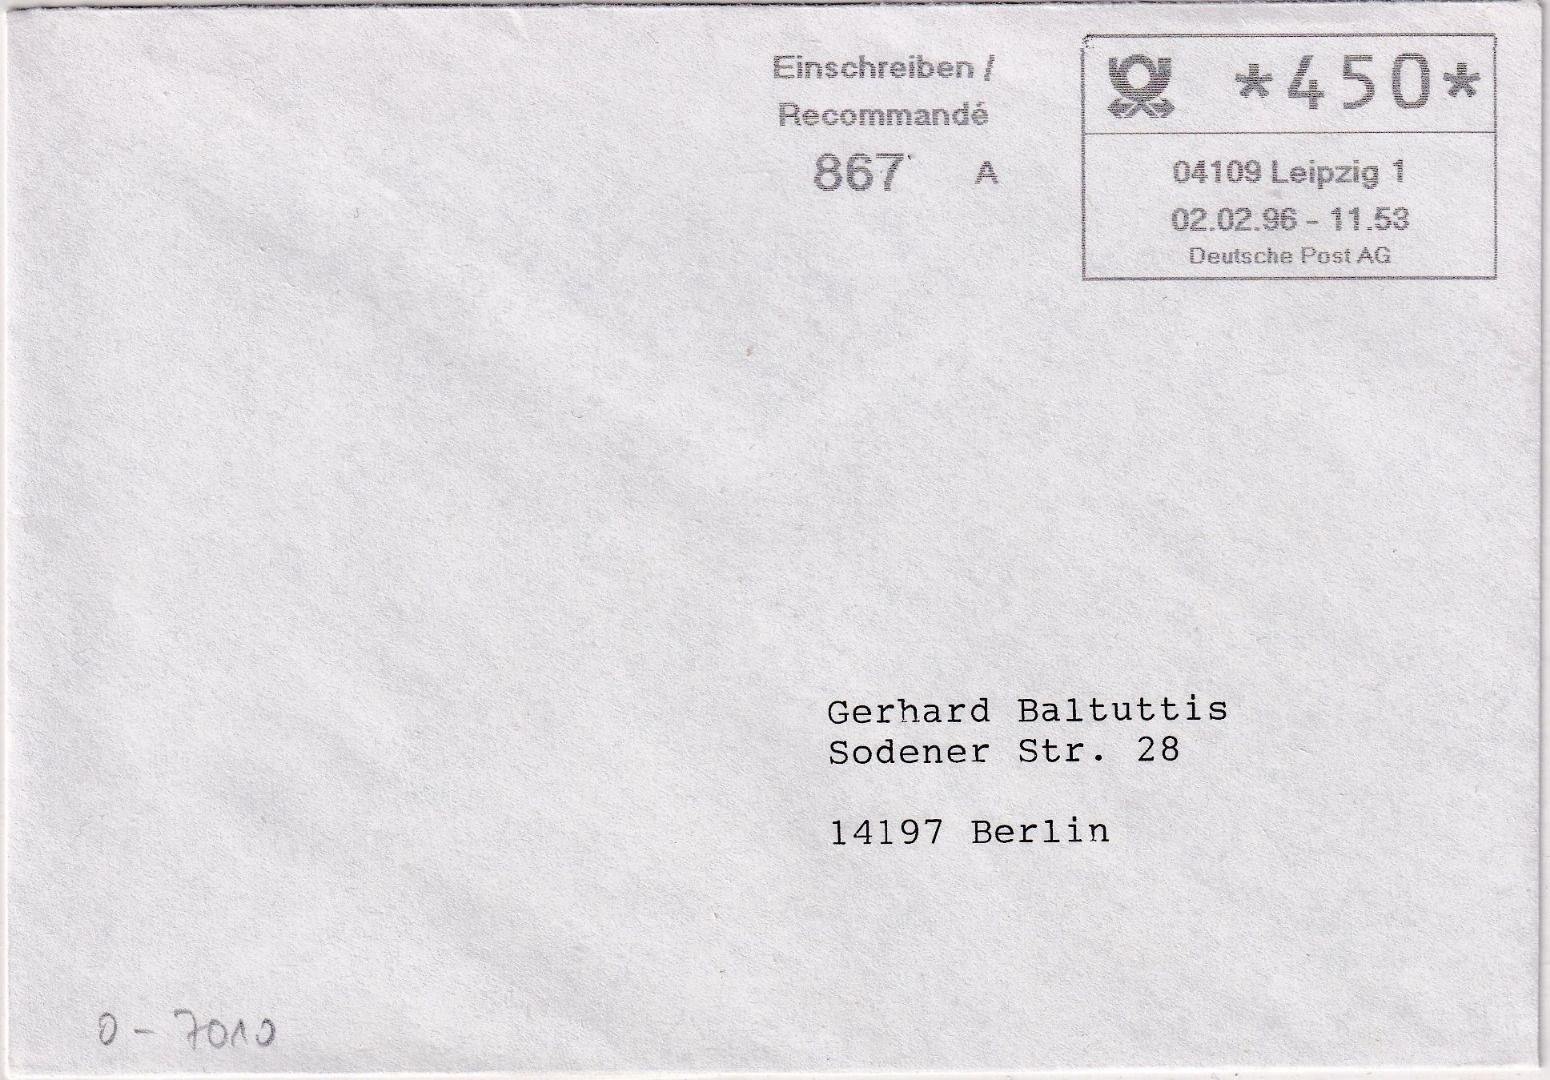 Einschreiben /
Recommandé
867 A
*450*
04109 Leipzig 1
02.02.96 - 11.53
Deutsche Post AG
Gerhard Baltuttis
Sodener Str. 28
14197 Berlin
0 - 7010